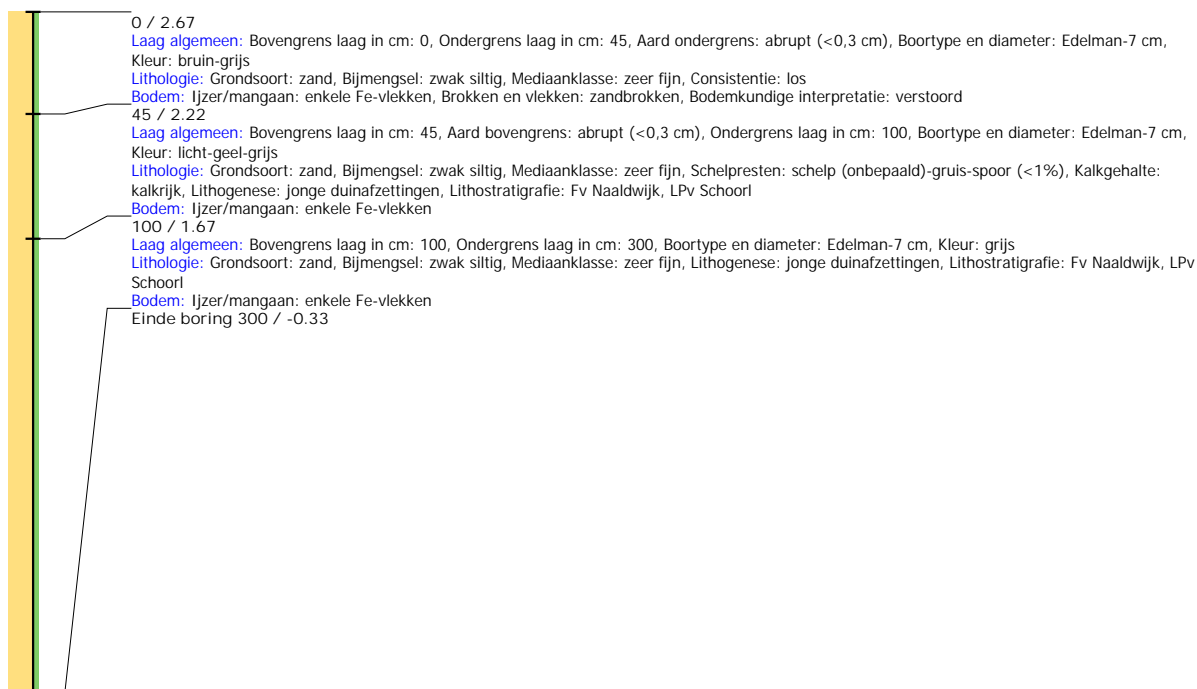 0 / 2.67
Laag algemeen: Bovengrens laag in cm: 0, Ondergrens laag in cm: 45, Aard ondergrens: abrupt (<0,3 cm), Boortype en diameter: Edelman-7 cm,
Kleur: bruin-grijs
Lithologie: Grondsoort: zand, Bijmengsel: zwak siltig, Mediaanklasse: zeer fijn, Consistentie: los
Bodem: Ijzer/mangaan: enkele Fe-vlekken, Brokken en vlekken: zandbrokken, Bodemkundige interpretatie: verstoord
45 / 2.22
Laag algemeen: Bovengrens laag in cm: 45, Aard bovengrens: abrupt (<0,3 cm), Ondergrens laag in cm: 100, Boortype en diameter: Edelman-7 cm,
Kleur: licht-geel-grijs
Lithologie: Grondsoort: zand, Bijmengsel: zwak siltig, Mediaanklasse: zeer fijn, Schelpresten: schelp (onbepaald)-gruis-spoor (<1%), Kalkgehalte:
kalkrijk, Lithogenese: jonge duinafzettingen, Lithostratigrafie: Fv Naaldwijk, LPv Schoorl
Bodem: Ijzer/mangaan: enkele Fe-vlekken
100 / 1.67
Laag algemeen: Bovengrens laag in cm: 100, Ondergrens laag in cm: 300, Boortype en diameter: Edelman-7 cm, Kleur: grijs
Lithologie: Grondsoort: zand, Bijmengsel: zwak siltig, Mediaanklasse: zeer fijn, Lithogenese: jonge duinafzettingen, Lithostratigrafie: Fv Naaldwijk, LPv
Schoorl
Bodem: Ijzer/mangaan: enkele Fe-vlekken
Einde boring 300 / -0.33